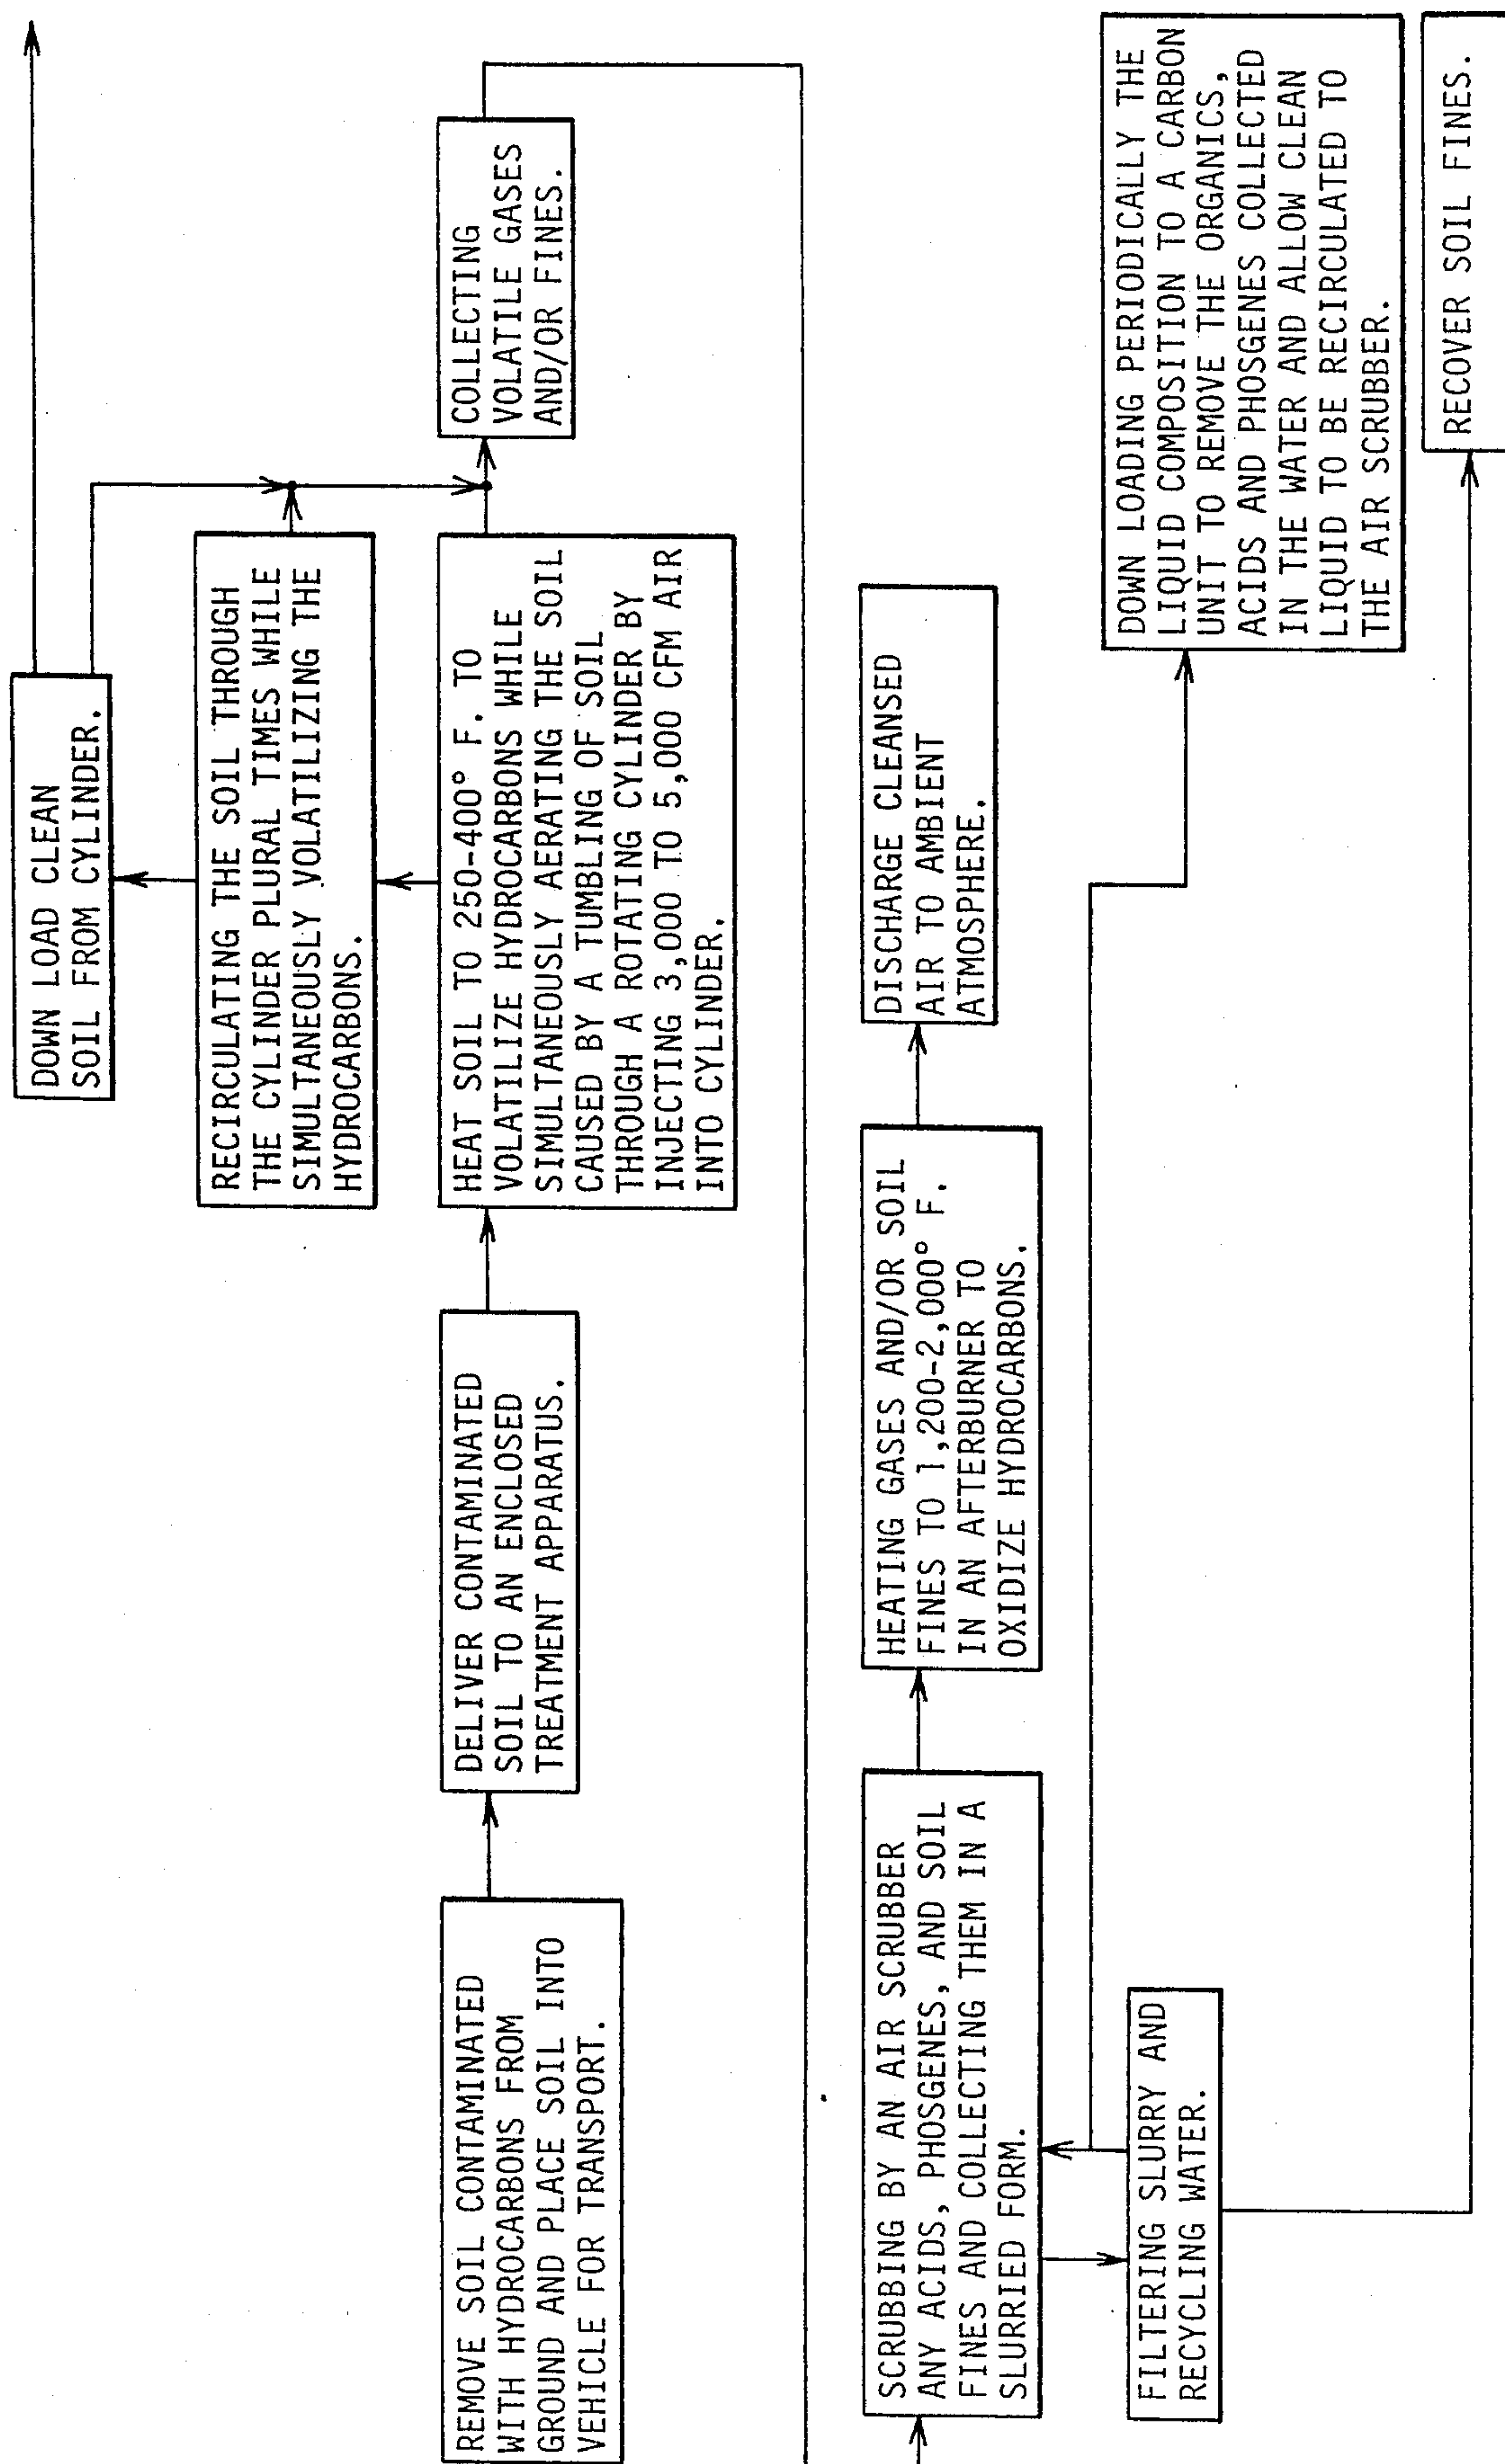 DOWN LOAD CLEAN
SOIL FROM CYLINDER.
RECIRCULATING THE SOIL THROUGH
THE CYLINDER PLURAL TIMES WHILE
SIMULTANEOUSLY VOLATILIZING THE
HYDROCARBONS.
REMOVE SOIL CONTAMINATED
WITH HYDROCARBONS FROM
GROUND AND PLACE SOIL INTO
VEHICLE FOR TRANSPORT.
DELIVER CONTAMINATED
SOIL TO AN ENCLOSED
TREATMENT APPARATUS.
HEAT SOIL TO 250-400° F. TO
VOLATILIZE HYDROCARBONS WHILE
SIMULTANEOUSLY AERATING THE SOIL
CAUSED BY A TUMBLING OF SOIL
THROUGH A ROTATING CYLINDER BY
INJECTING 3,000 TO 5,000 CFM AIR
INTO CYLINDER.
COLLECTING
VOLATILE GASES
AND/OR FINES.
SCRUBBING BY AN AIR SCRUBBER
ANY ACIDS, PHOSGENES, AND SOIL
FINES AND COLLECTING THEM IN A
SLURRIED FORM.
HEATING GASES AND/OR SOIL
FINES TO 1,200-2,000° F.
IN AN AFTERBURNER TO
OXIDIZE HYDROCARBONS.
DISCHARGE CLEANSED
AIR TO AMBIENT
ATMOSPHERE.
FILTERING SLURRY AND
RECYCLING WATER.
DOWN LOADING PERIODICALLY THE
LIQUID COMPOSITION TO A CARBON
UNIT TO REMOVE THE ORGANICS,
ACIDS AND PHOSGENES COLLECTED
IN THE WATER AND ALLOW CLEAN
LIQUID TO BE RECIRCULATED TO
THE AIR SCRUBBER.
RECOVER SOIL FINES.